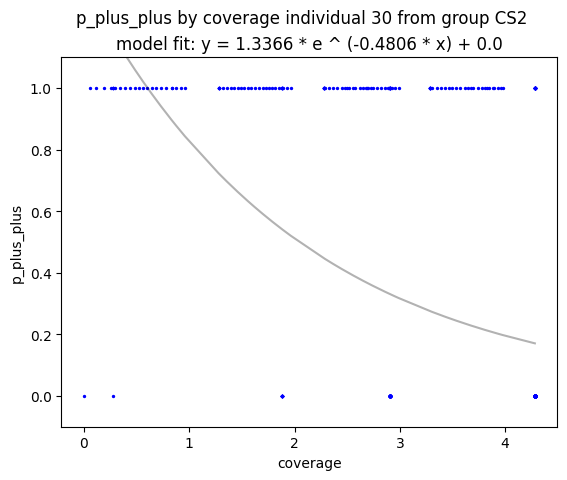 p_plus_plus by coverage individual 30 from group CS2
model fit: y = 1.3366 * e ^ (-0.4806 * x) + 0.0
1.0
0.8
0.6
0.4
0.2
0.0
p_plus_plus
0 1 2 3 4
coverage